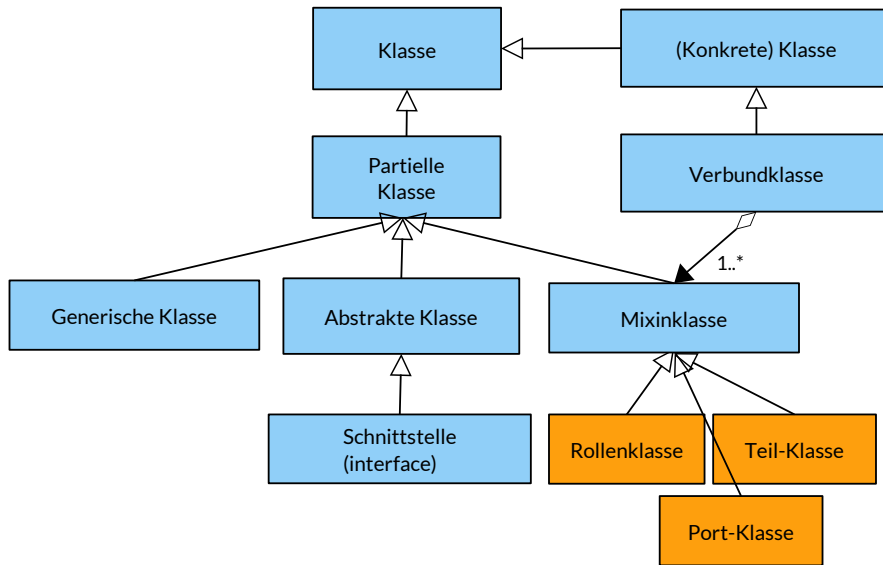 Klasse
(Konkrete) Klasse
Partielle
Klasse
Verbundklasse
1..*
Generische Klasse
Abstrakte Klasse
Mixinklasse
Schnittstelle
(interface)
Rollenklasse
Teil-Klasse
Port-Klasse